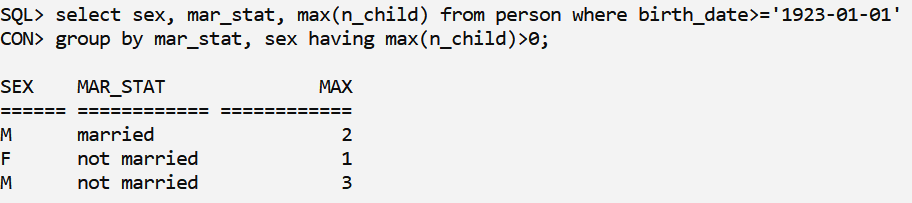 SQL> select sex, mar_stat, max(n_child) from person where birth_date>='1923-01-01'
CON> group by mar_stat, sex having max(n_child)>0;
SEX    MAR_STAT              MAX
====== ============ ============
M      married                 2
F      not married             1
M      not married             3